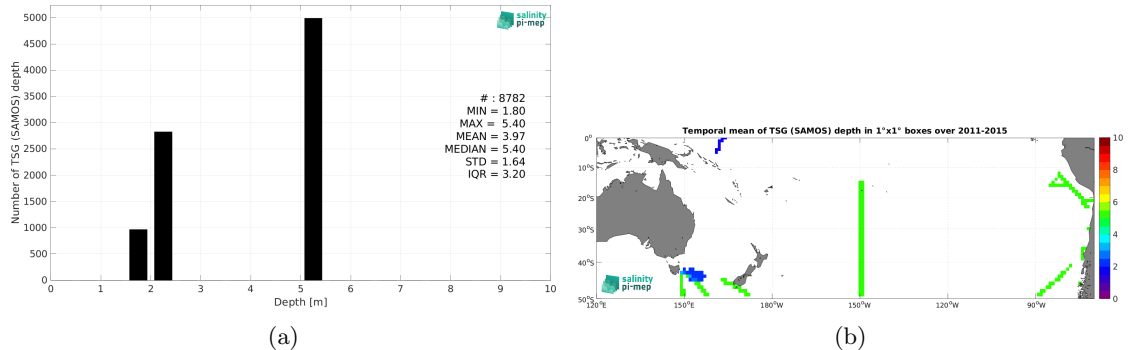 5000
4500
4000
3500
3000
2500
2000
1500
1000
500
0
Number of TSG (SAMOS) depth
0 1 2 3 4 5 6 7 8 9 10
Depth [m]
salinity
pi-mep
# : 8782
MIN = 1.80
MAX = 5.40
MEAN = 3.97
MEDIAN = 5.40
STD = 1.64
IQR = 3.20
(a)
Temporal mean of TSG (SAMOS) depth in 1°x1° boxes over 2011-2015
0°
10°S
20°S
30°S
40°S
50°S
120°E 150°E 180°W 150°W 120°W 90°W
salinity
pi-mep
10
8
6
4
2
0
(b)